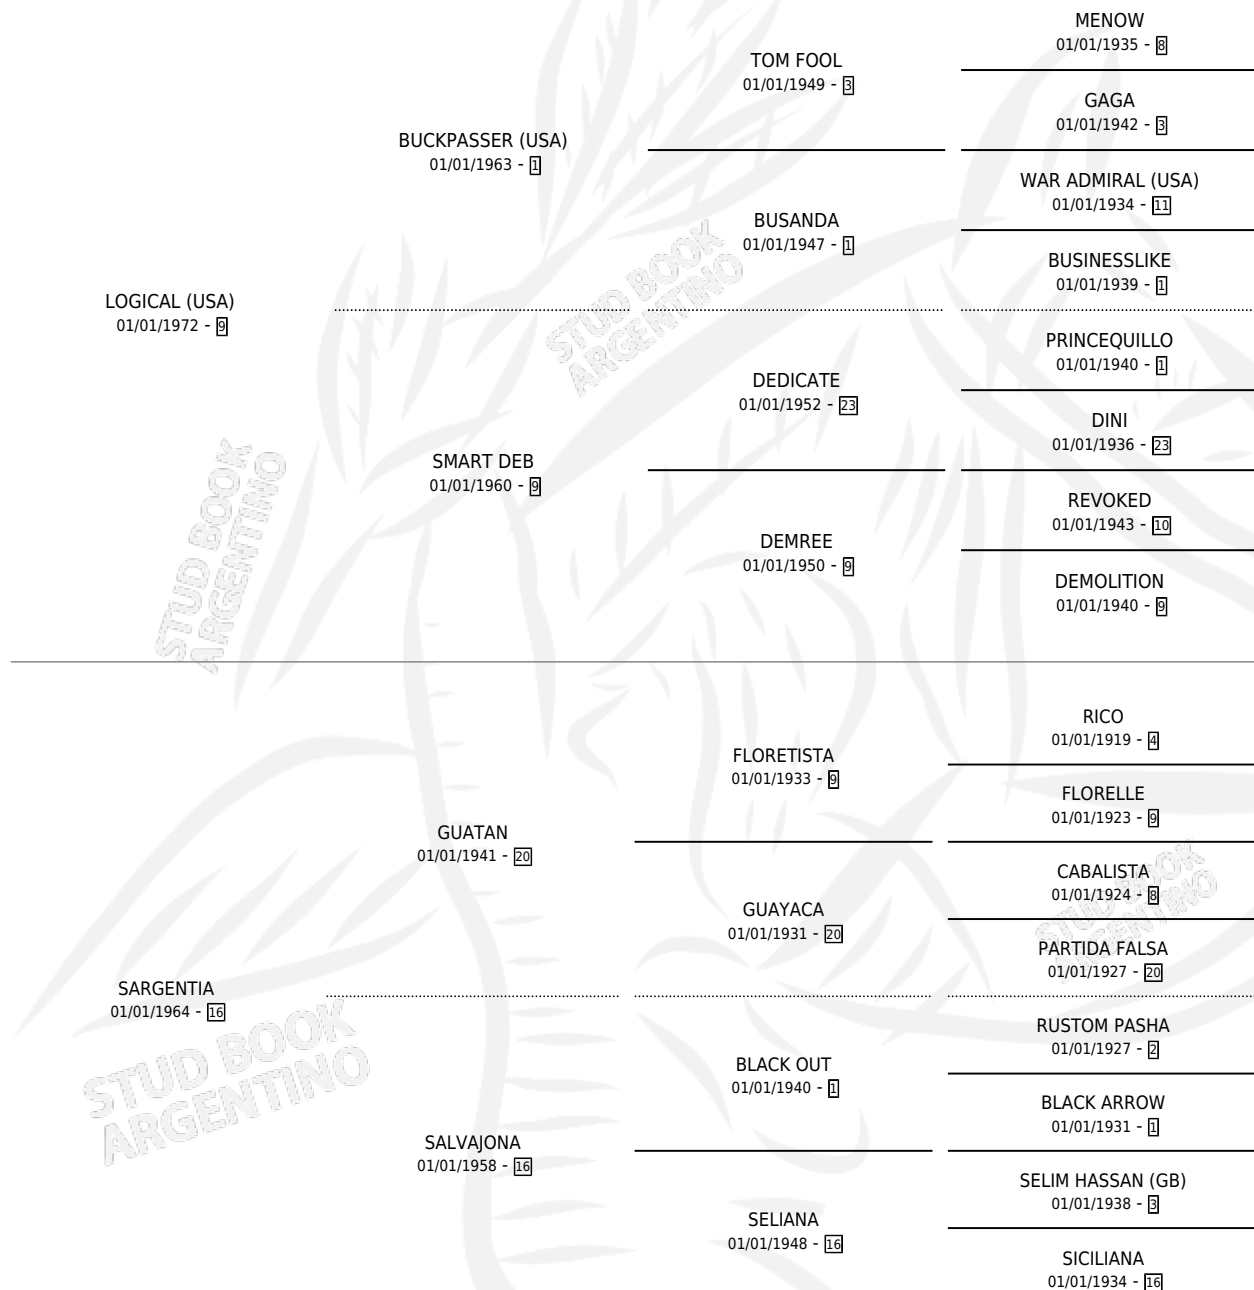 MENOW
01/01/1935 - 8
TOM FOOL
01/01/1949 - 3
GAGA
01/01/1942 - 3
BUCKPASSER (USA)
01/01/1963 - 1
WAR ADMIRAL (USA)
01/01/1934 - 11
BUSANDA
01/01/1947 - 1
BUSINESSLIKE
01/01/1939 - 1
LOGICAL (USA)
01/01/1972 - 9
PRINCEQUILLO
01/01/1940 - 1
DEDICATE
01/01/1952 - 23
DINI
01/01/1936 - 23
SMART DEB
01/01/1960 - 9
REVOKED
01/01/1943 - 10
DEMREE
01/01/1950 - 9
DEMOLITION
01/01/1940 - 9
RICO
01/01/1919 - 4
FLORETISTA
01/01/1933 - 9
FLORELLE
01/01/1923 - 9
GUATAN
01/01/1941 - 20
CABALISTA
01/01/1924 - 8
GUAYACA
01/01/1931 - 20
PARTIDA FALSA
01/01/1927 - 20
SARGENTIA
01/01/1964 - 16
RUSTOM PASHA
01/01/1927 - 2
BLACK OUT
01/01/1940 - 1
BLACK ARROW
01/01/1931 - 1
SALVAJONA
01/01/1958 - 16
SELIM HASSAN (GB)
01/01/1938 - 3
SELIANA
01/01/1948 - 16
SICILIANA
01/01/1934 - 16
STUD BOOK
ARGENTINO
STUD BOOK
ARGENTINO
STUD BOOK
ARGENTINO
STUD BOOK
ARGENTINO